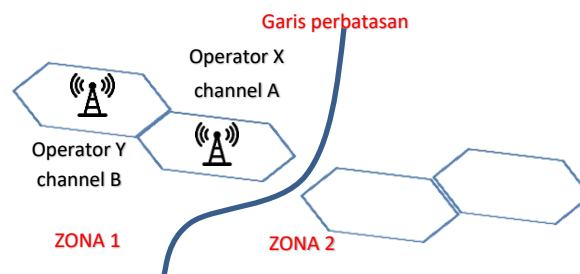 Garis perbatasan
Operator X
channel A
Operator Y
channel B
ZONA 1
ZONA 2